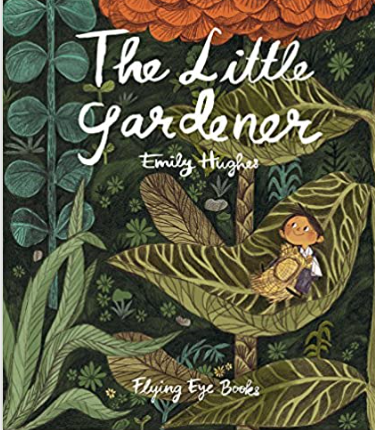 The Little
gardener
Emily Hughes
Flying Eye Books